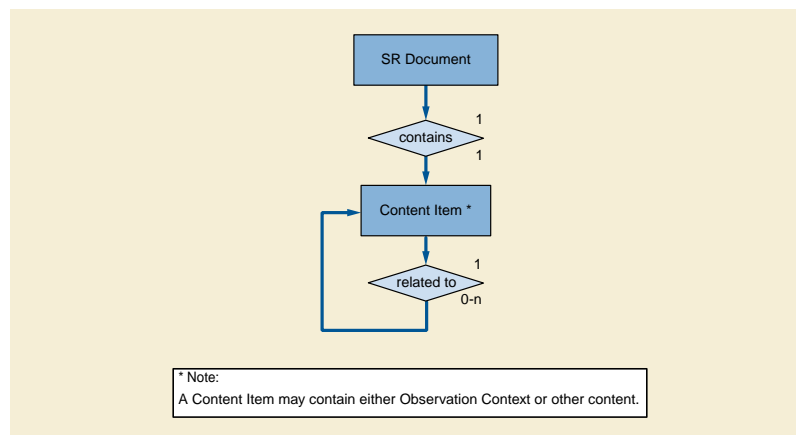 SR Document
1
contains
1
Content Item *
1
related to
0-n
* Note:
A Content Item may contain either Observation Context or other content.